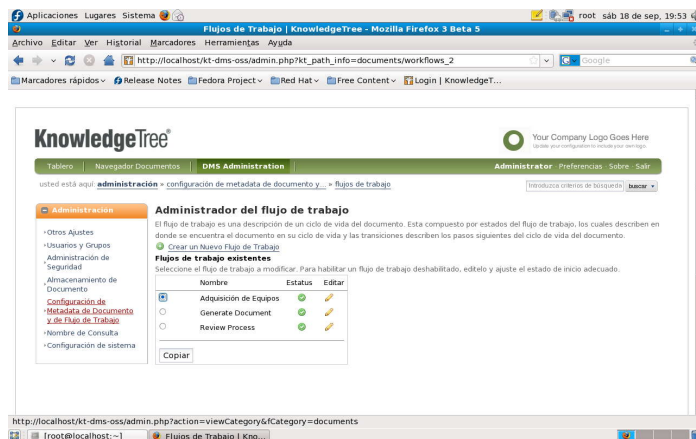 Aplicaciones Lugares Sistema root sáb 18 de sep, 19:53
Flujos de Trabajo | KnowledgeTree - Mozilla Firefox 3 Beta 5
Archivo Editar Ver Historial Marcadores Herramientas Ayuda
http://localhost/kt-dms-oss/admin.php?kt_path_info=documents/workflows_2 Google
Marcadores rápidos Release Notes Fedora Project Red Hat Free Content Login | KnowledgeT...
KnowledgeTree®
Your Company Logo Goes Here
Update your configuration to include your own logo.
Tablero Navegador Documentos DMS Administration Administrator · Preferencias · Sobre · Salir
usted está aquí: administración » configuración de metadata de documento y... » flujos de trabajo
Introduzca criterios de búsqueda buscar
Administración
Otros Ajustes
Usuarios y Grupos
Administración de Seguridad
Almacenamiento de Documento
Configuración de Metadata de Documento y de Flujo de Trabajo
Nombre de Consulta
Configuración de sistema
Administrador del flujo de trabajo
El flujo de trabajo es una descripción de un ciclo de vida del documento. Esta compuesto por estados del flujo de trabajo, los cuales describen en
donde se encuentra el documento en su ciclo de vida y las transiciones describen los pasos siguientes del ciclo de vida del documento.
Crear un Nuevo Flujo de Trabajo
Flujos de trabajo existentes
Seleccione el flujo de trabajo a modificar. Para habilitar un flujo de trabajo deshabilitado, editelo y ajuste el estado de inicio adecuado.
Nombre Estatus Editar
Adquisición de Equipos
Generate Document
Review Process
Copiar
http://localhost/kt-dms-oss/admin.php?action=viewCategory&fCategory=documents
[root@localhost:~] Flujos de Trabajo | Kno...